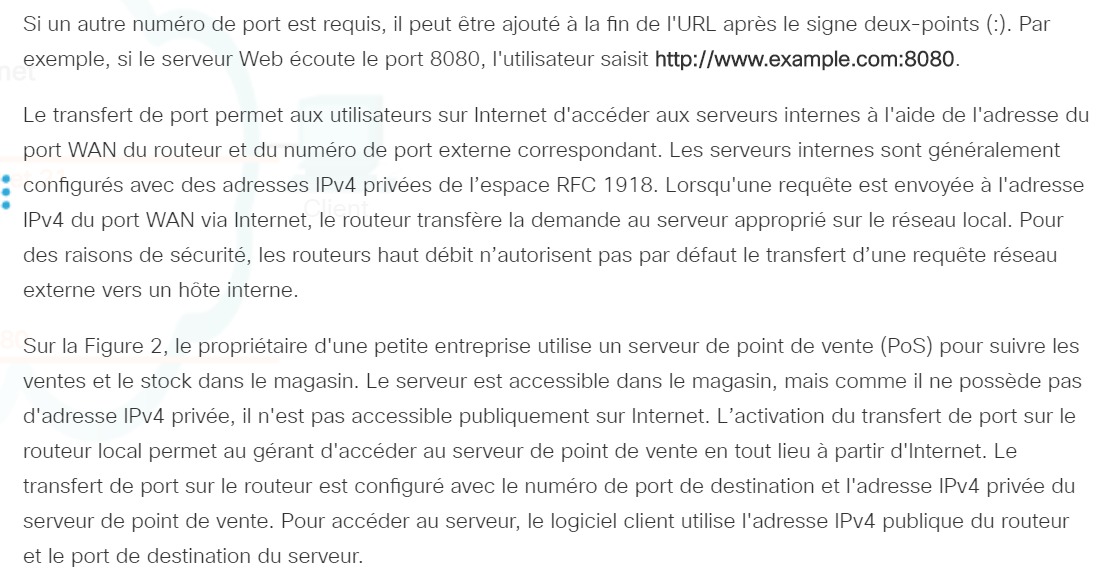 Si un autre numéro de port est requis, il peut être ajouté à la fin de l'URL après le signe deux-points (:). Par
exemple, si le serveur Web écoute le port 8080, l'utilisateur saisit http://www.example.com:8080.
Le transfert de port permet aux utilisateurs sur Internet d'accéder aux serveurs internes à l'aide de l'adresse du
port WAN du routeur et du numéro de port externe correspondant. Les serveurs internes sont généralement
configurés avec des adresses IPv4 privées de l’espace RFC 1918. Lorsqu'une requête est envoyée à l'adresse
IPv4 du port WAN via Internet, le routeur transfère la demande au serveur approprié sur le réseau local. Pour
des raisons de sécurité, les routeurs haut débit n’autorisent pas par défaut le transfert d’une requête réseau
externe vers un hôte interne.
Sur la Figure 2, le propriétaire d'une petite entreprise utilise un serveur de point de vente (PoS) pour suivre les
ventes et le stock dans le magasin. Le serveur est accessible dans le magasin, mais comme il ne possède pas
d'adresse IPv4 privée, il n'est pas accessible publiquement sur Internet. L’activation du transfert de port sur le
routeur local permet au gérant d'accéder au serveur de point de vente en tout lieu à partir d'Internet. Le
transfert de port sur le routeur est configuré avec le numéro de port de destination et l'adresse IPv4 privée du
serveur de point de vente. Pour accéder au serveur, le logiciel client utilise l'adresse IPv4 publique du routeur
et le port de destination du serveur.
Client